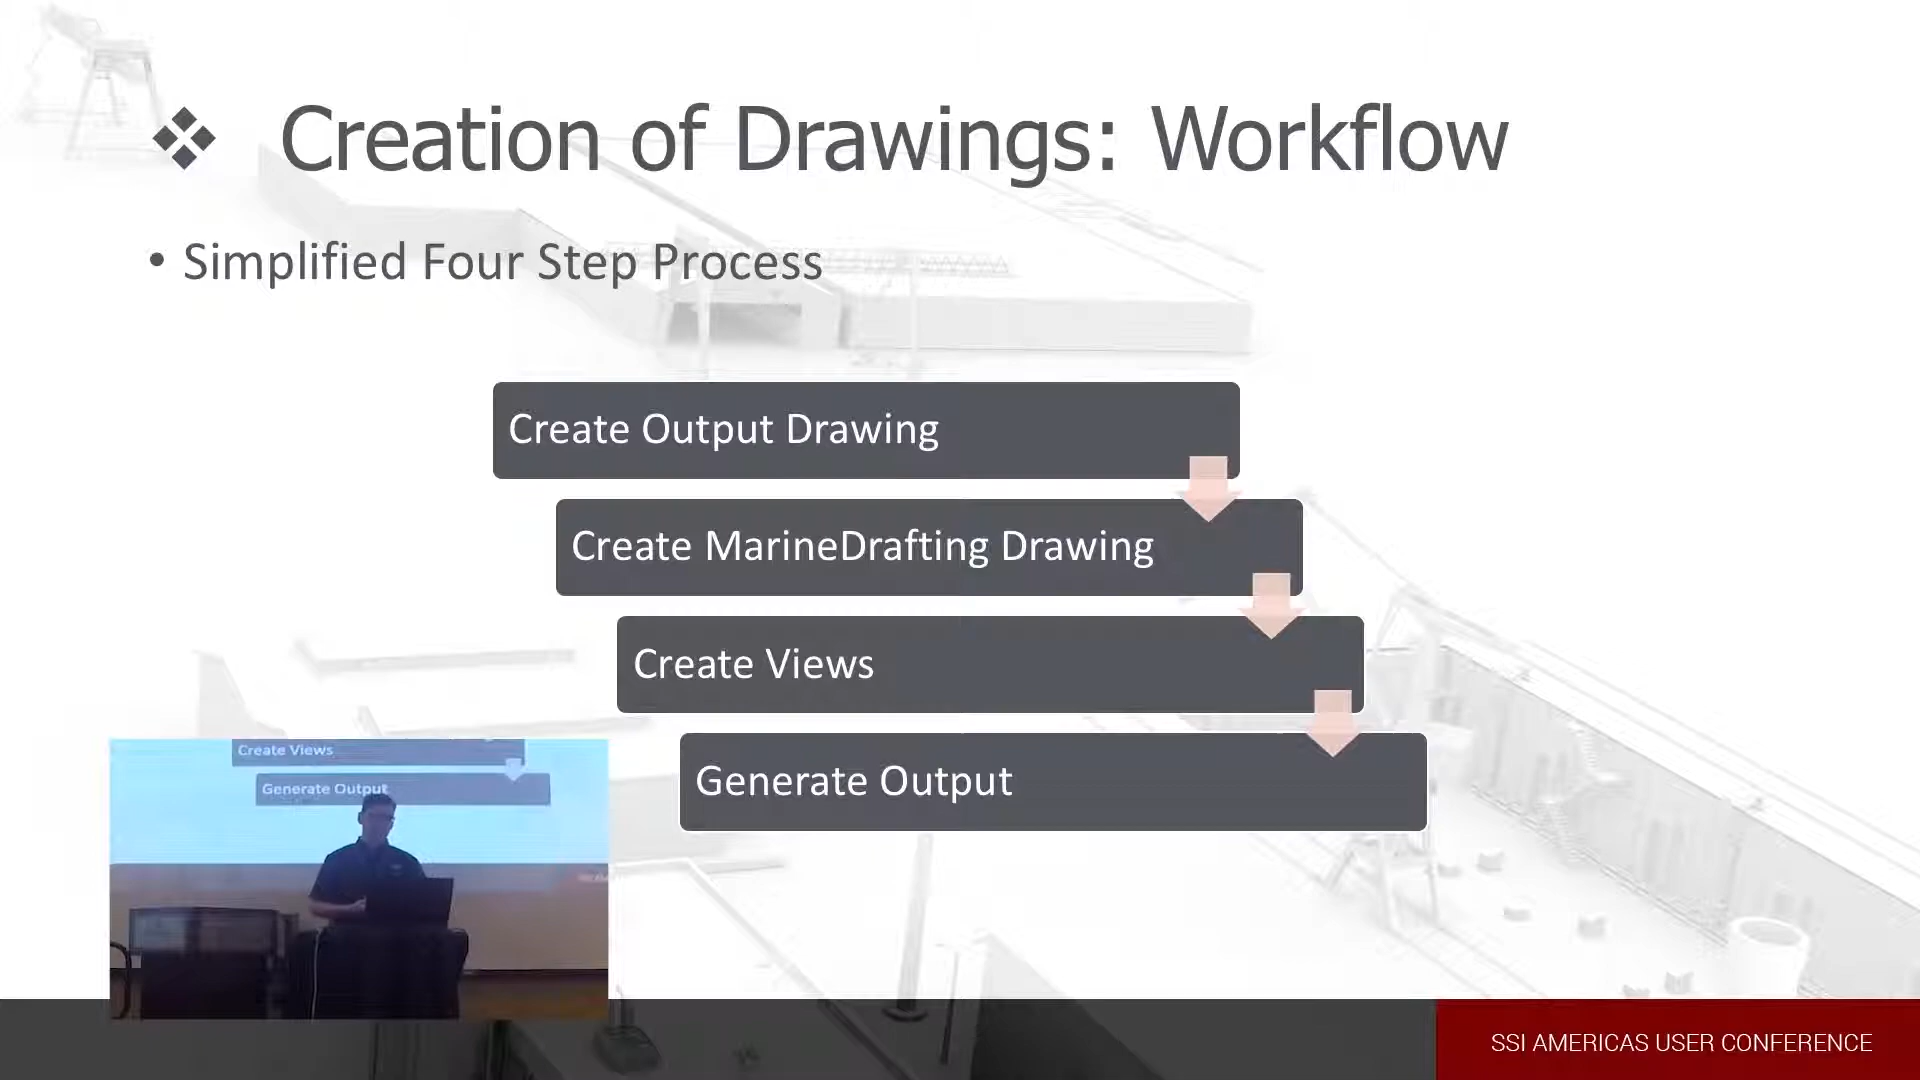 ❖ Creation of Drawings: Workflow
• Simplified Four Step Process
Create Output Drawing
Create MarineDrafting Drawing
Create Views
Generate Output
Create Views
Generate Output
SSI AMERICAS USER CONFERENCE